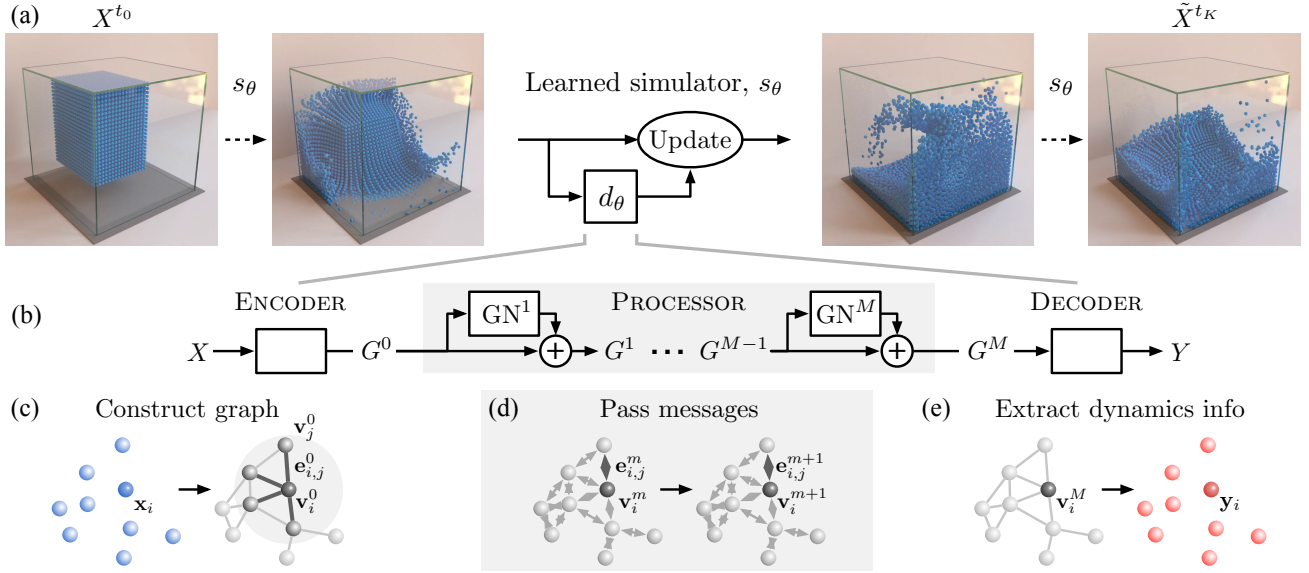 (a) X^{t_0} X̃^{t_K}
s_θ Learned simulator, s_θ s_θ
Update
d_θ
(b) ENCODER PROCESSOR DECODER
GN^1 GN^M
X G^0 + G^1 ··· G^{M−1} + G^M Y
(c) Construct graph
v_j^0
e_{i,j}^0
x_i v_i^0
(d) Pass messages
e_{i,j}^m e_{i,j}^{m+1}
v_i^m v_i^{m+1}
(e) Extract dynamics info
v_i^M y_i